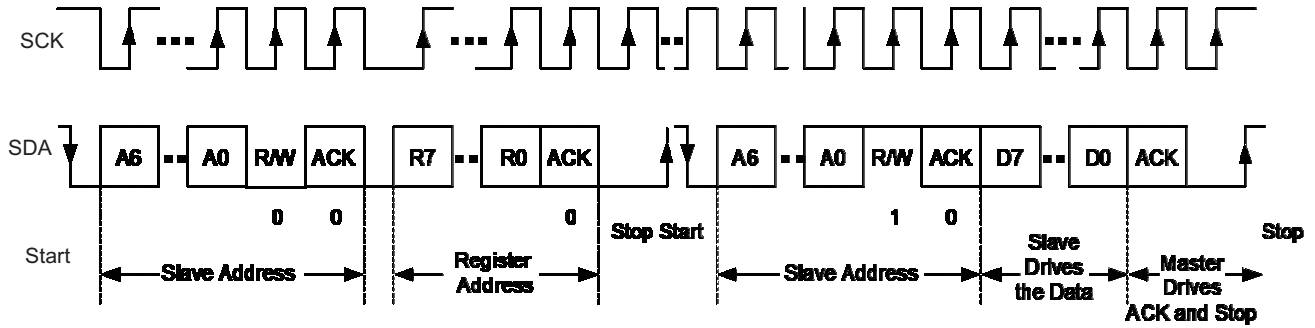 SCK
SDA
A6 A0 R/W ACK R7 R0 ACK A6 A0 R/W ACK D7 D0 ACK
0 0 0 1 0
Start
Stop Start
Stop
Slave Address
Register
Address
Slave Address
Slave
Drives
the Data
Master
Drives
ACK and Stop